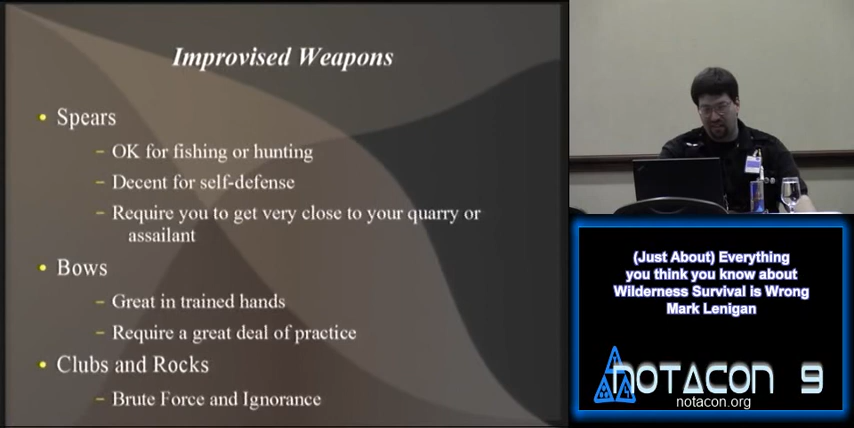 Improvised Weapons
• Spears
– OK for fishing or hunting
– Decent for self-defense
– Require you to get very close to your quarry or
assailant
• Bows
– Great in trained hands
– Require a great deal of practice
• Clubs and Rocks
– Brute Force and Ignorance
(Just About) Everything
you think you know about
Wilderness Survival is Wrong
Mark Lenigan
NOTACON 9
notacon.org